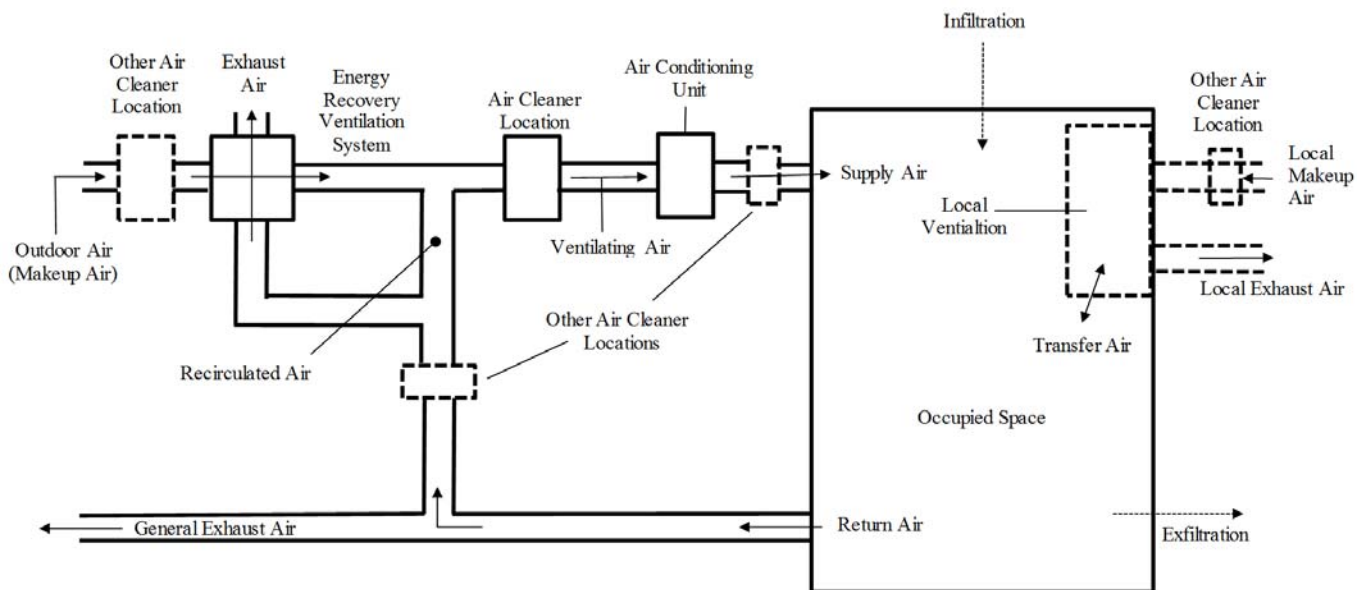 Infiltration
Other Air
Cleaner
Location
Exhaust
Air
Energy
Recovery
Ventilation
System
Air Cleaner
Location
Air Conditioning
Unit
Other Air
Cleaner
Location
Supply Air
Local
Makeup
Air
Local
Ventialtion
Outdoor Air
(Makeup Air)
Ventilating Air
Local Exhaust Air
Other Air Cleaner
Locations
Transfer Air
Recirculated Air
Occupied Space
General Exhaust Air
Return Air
Exfiltration